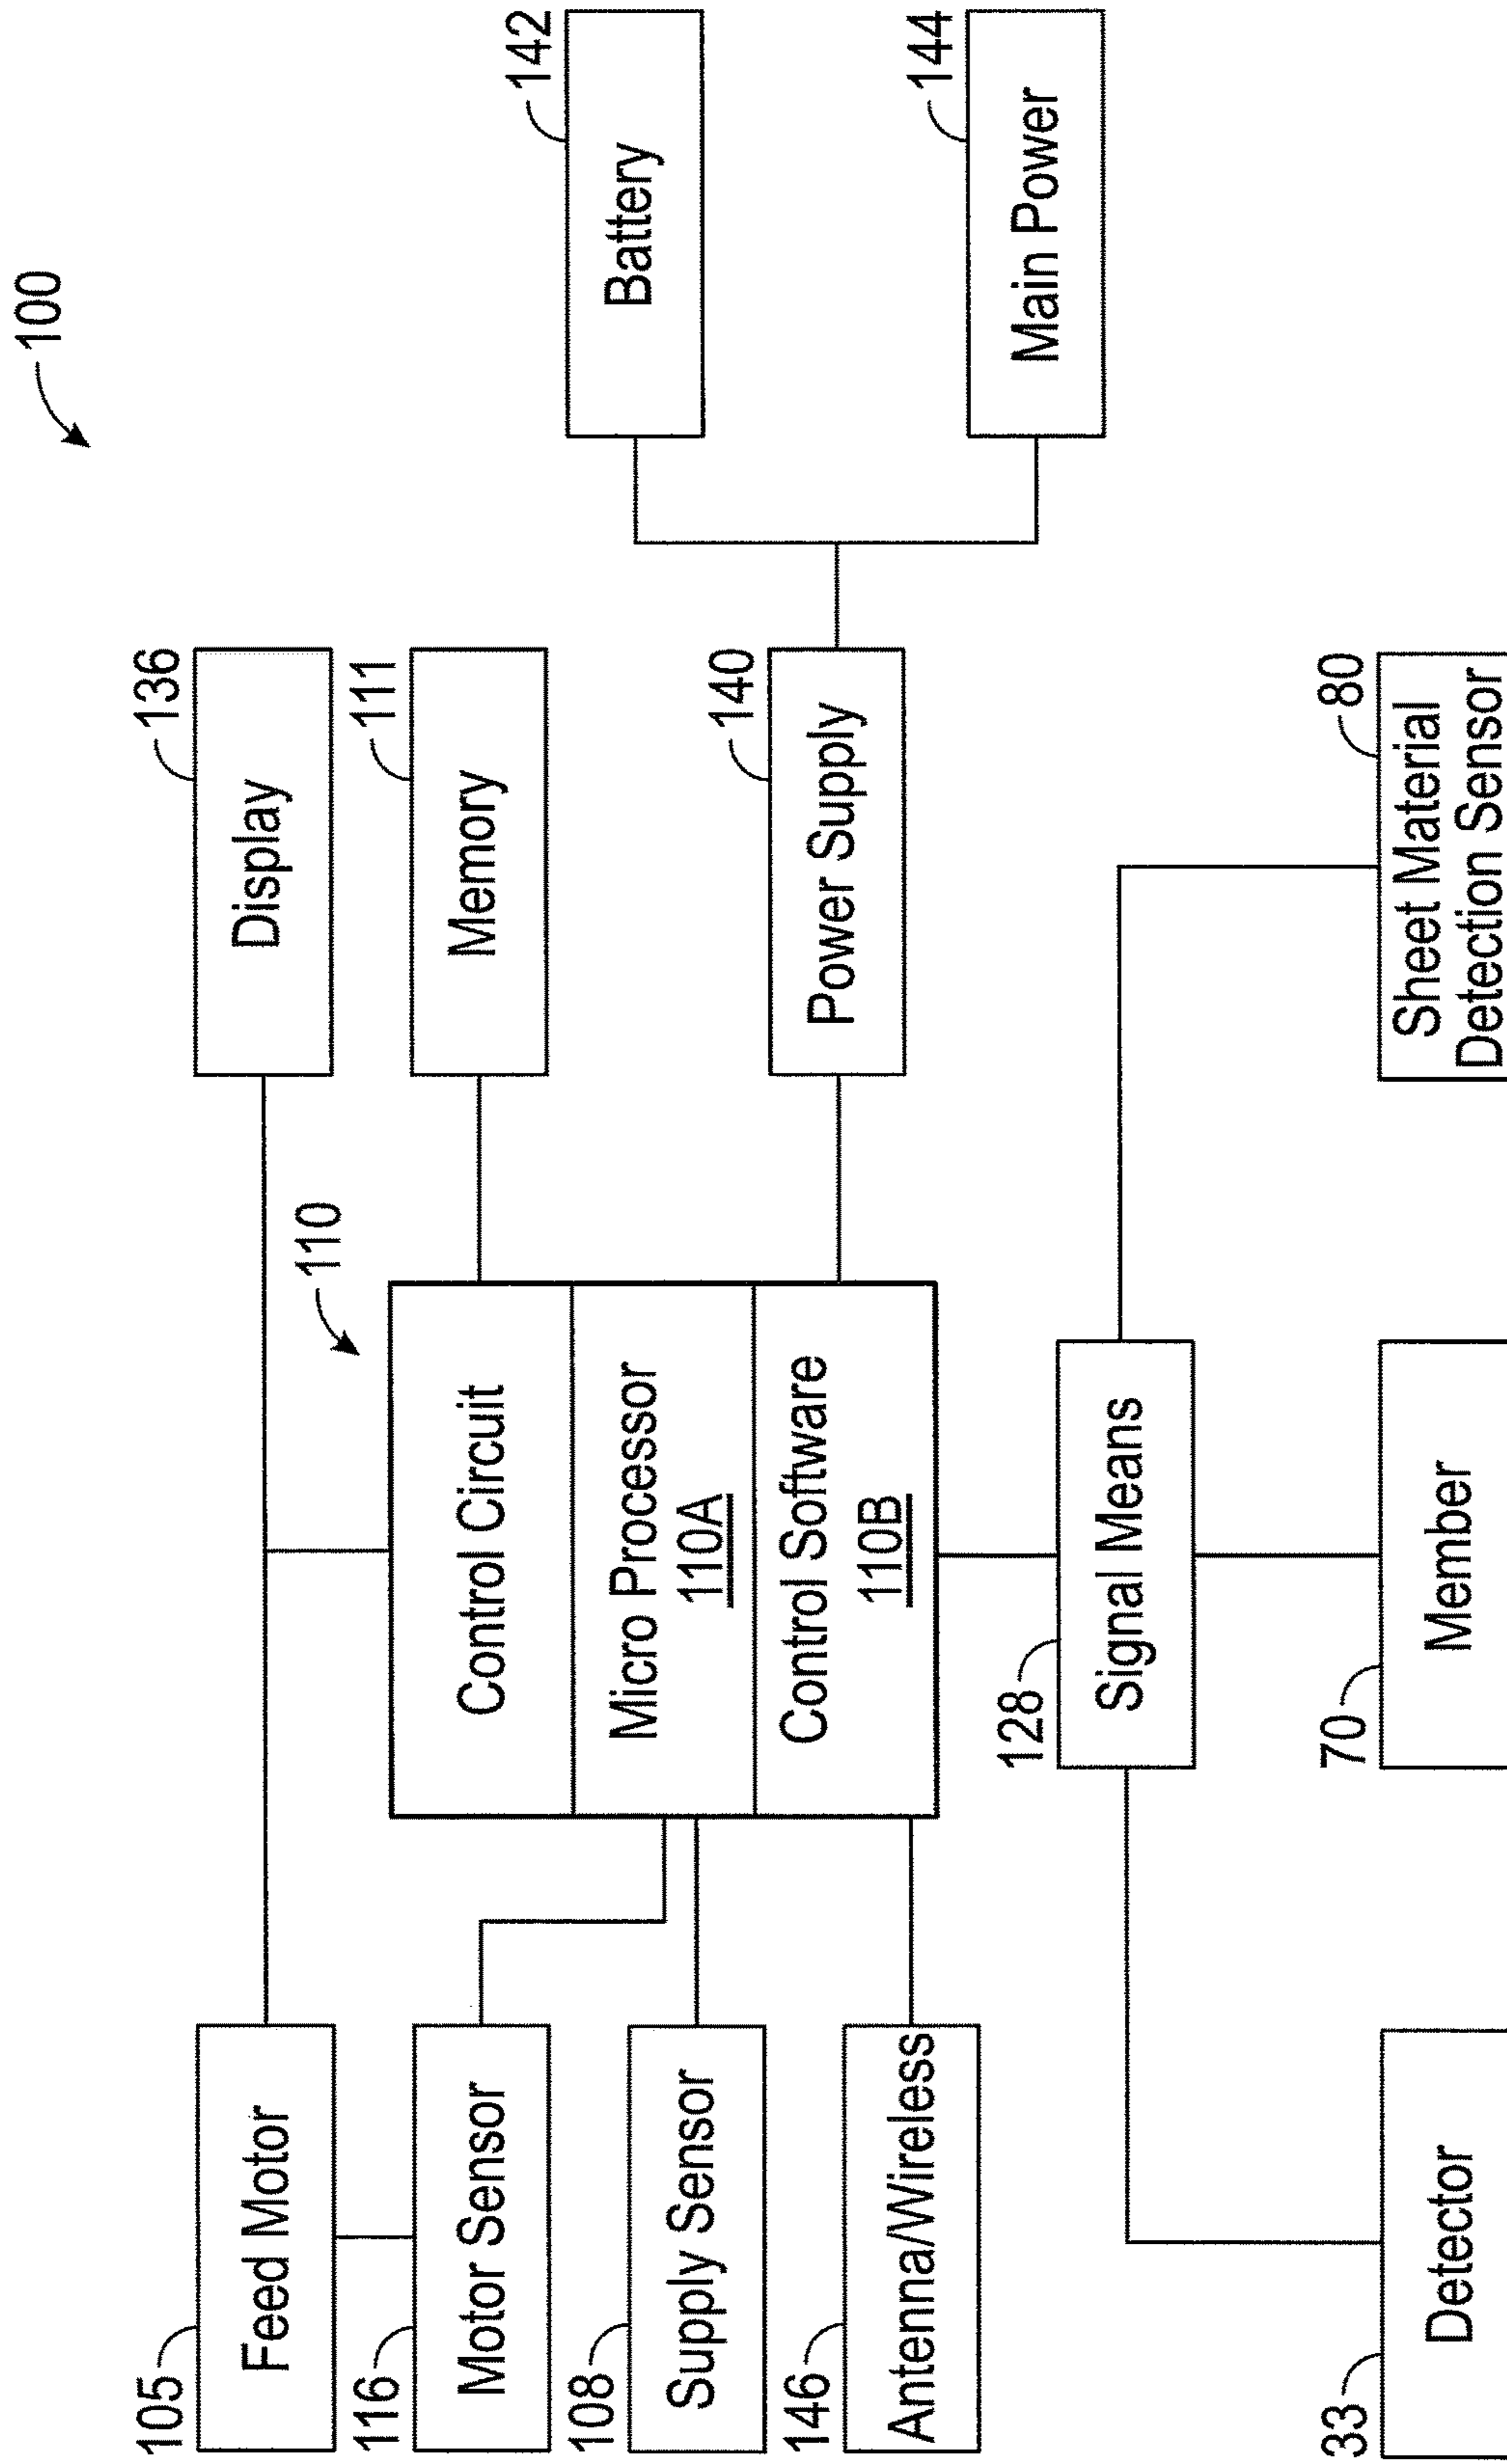 100
105
Feed Motor
136
Display
116
Motor Sensor
110
111
Memory
108
Supply Sensor
Control Circuit
Micro Processor
110A
Control Software
110B
142
Battery
146
Antenna/Wireless
140
Power Supply
144
Main Power
128
Signal Means
33
Detector
70
Member
80
Sheet Material
Detection Sensor